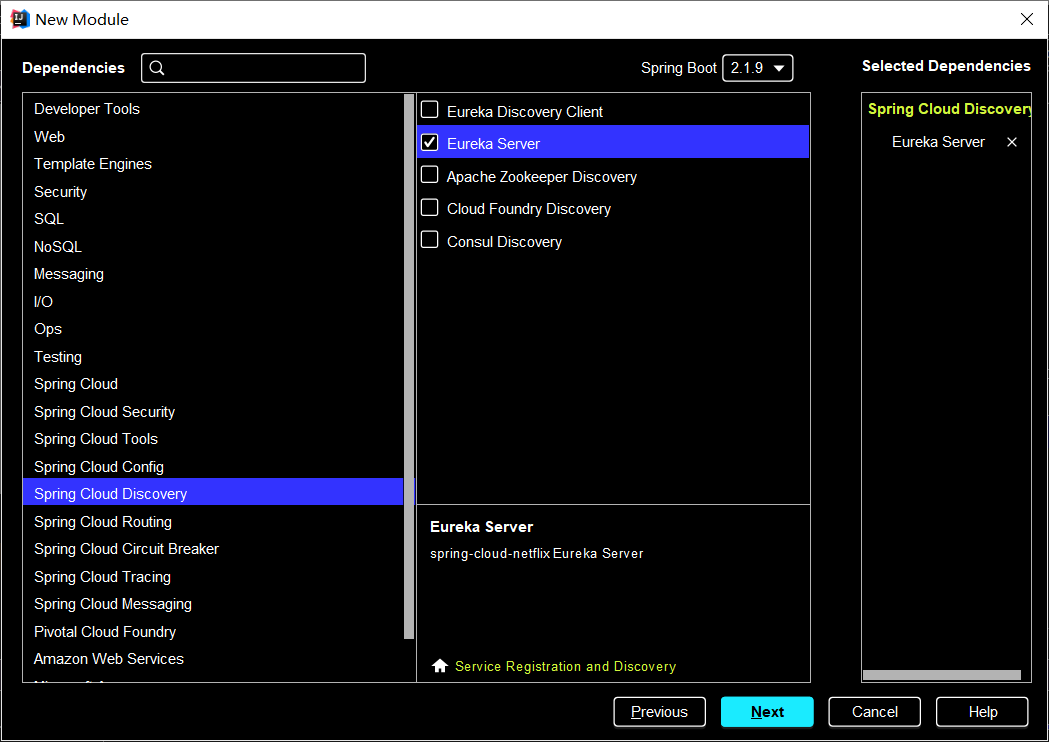 New Module
Dependencies
Spring Boot 2.1.9
Selected Dependencies
Developer Tools
Web
Template Engines
Security
SQL
NoSQL
Messaging
I/O
Ops
Testing
Spring Cloud
Spring Cloud Security
Spring Cloud Tools
Spring Cloud Config
Spring Cloud Discovery
Spring Cloud Routing
Spring Cloud Circuit Breaker
Spring Cloud Tracing
Spring Cloud Messaging
Pivotal Cloud Foundry
Amazon Web Services
Eureka Discovery Client
Eureka Server
Apache Zookeeper Discovery
Cloud Foundry Discovery
Consul Discovery
Eureka Server
spring-cloud-netflix Eureka Server
Service Registration and Discovery
Spring Cloud Discovery
Eureka Server
Previous
Next
Cancel
Help